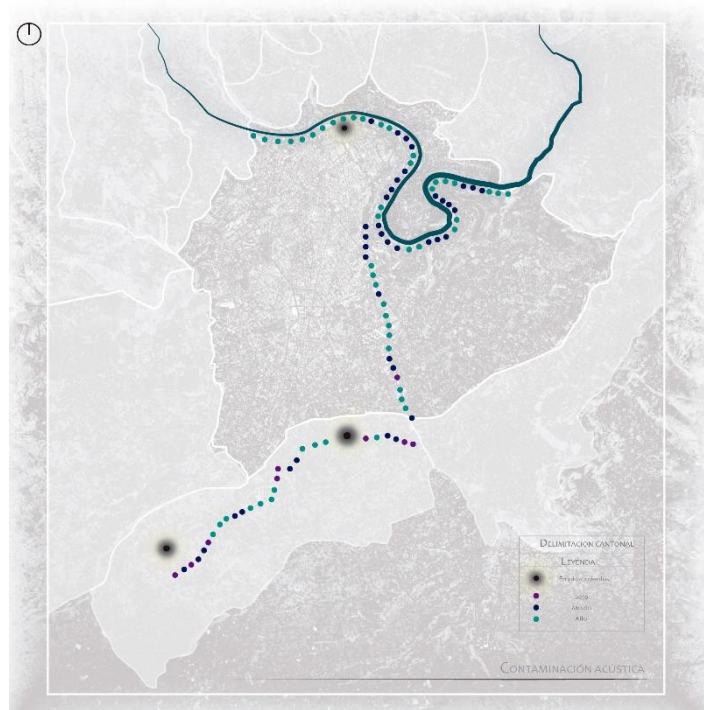 DELIMITACIÓN CANTONAL
LEYENDA
Bajo
Medio
Alto
CONTAMINACIÓN ACÚSTICA